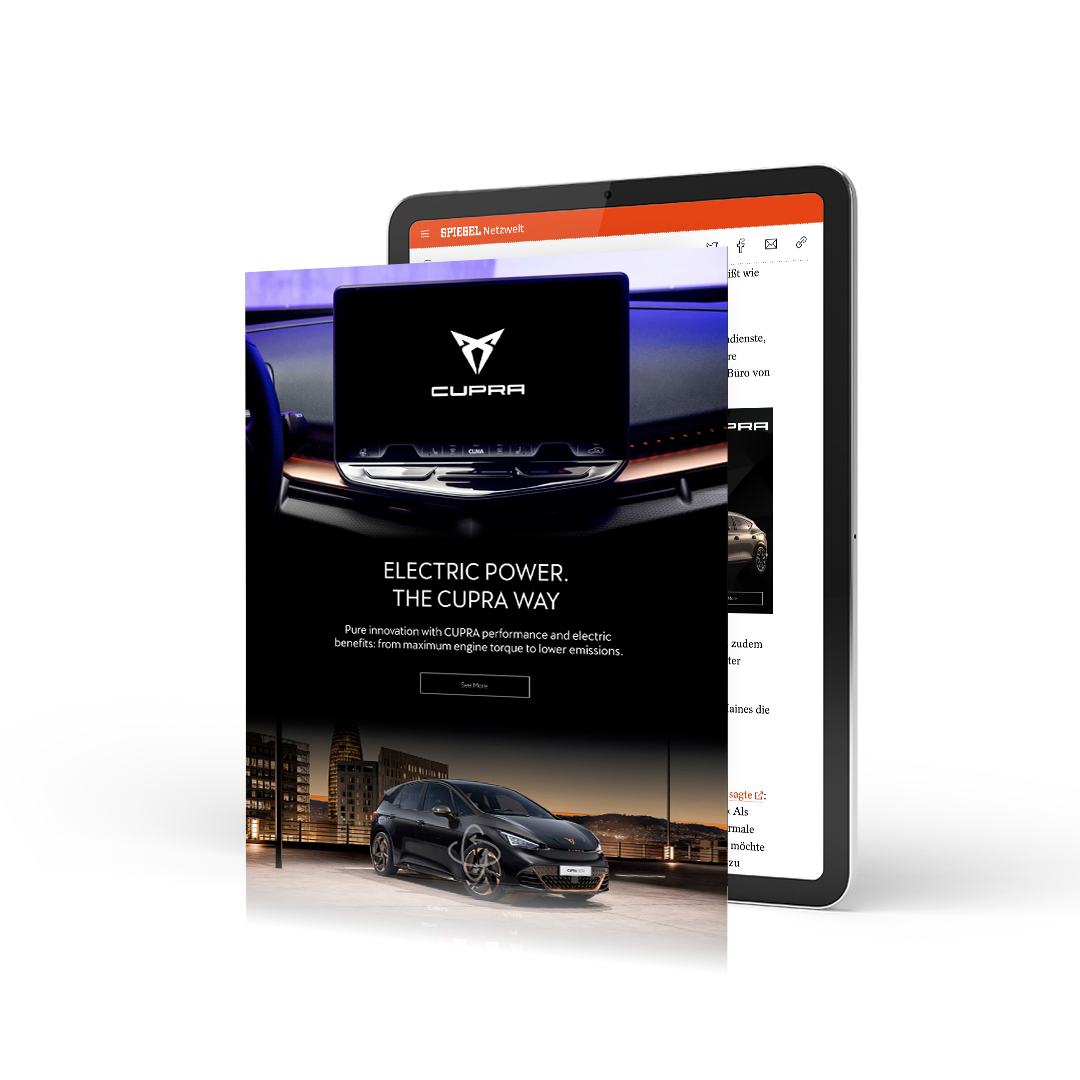 SPIEGEL Netzwelt
ißt wie
ndienste,
re
Büro von
CUPRA
PRA
CUPRA
ELECTRIC POWER.
THE CUPRA WAY
Pure innovation with CUPRA performance and electric
benefits: from maximum engine torque to lower emissions.
See More
More
zudem
ter
aines die
sagte:
Als
rmale
möchte
zu